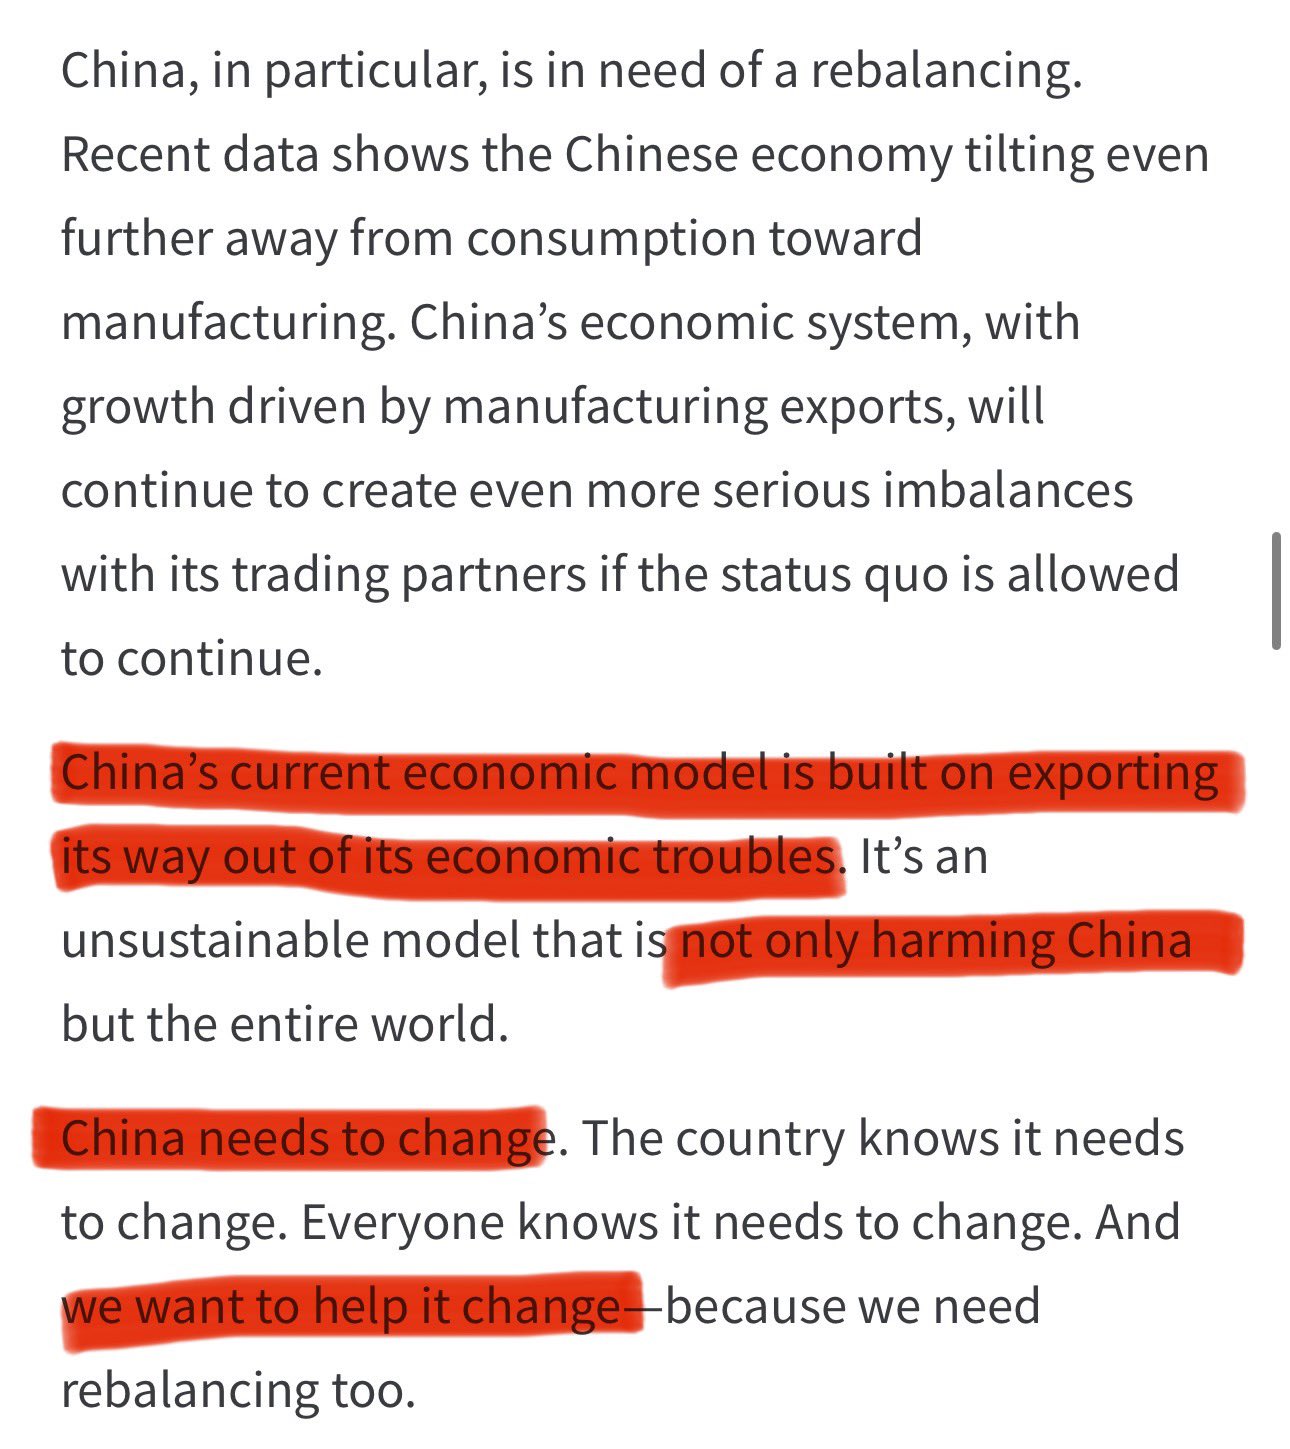 China, in particular, is in need of a rebalancing.
Recent data shows the Chinese economy tilting even
further away from consumption toward
manufacturing. China’s economic system, with
growth driven by manufacturing exports, will
continue to create even more serious imbalances
with its trading partners if the status quo is allowed
to continue.
China’s current economic model is built on exporting
its way out of its economic troubles. It’s an
unsustainable model that is not only harming China
but the entire world.
China needs to change. The country knows it needs
to change. Everyone knows it needs to change. And
we want to help it change—because we need
rebalancing too.